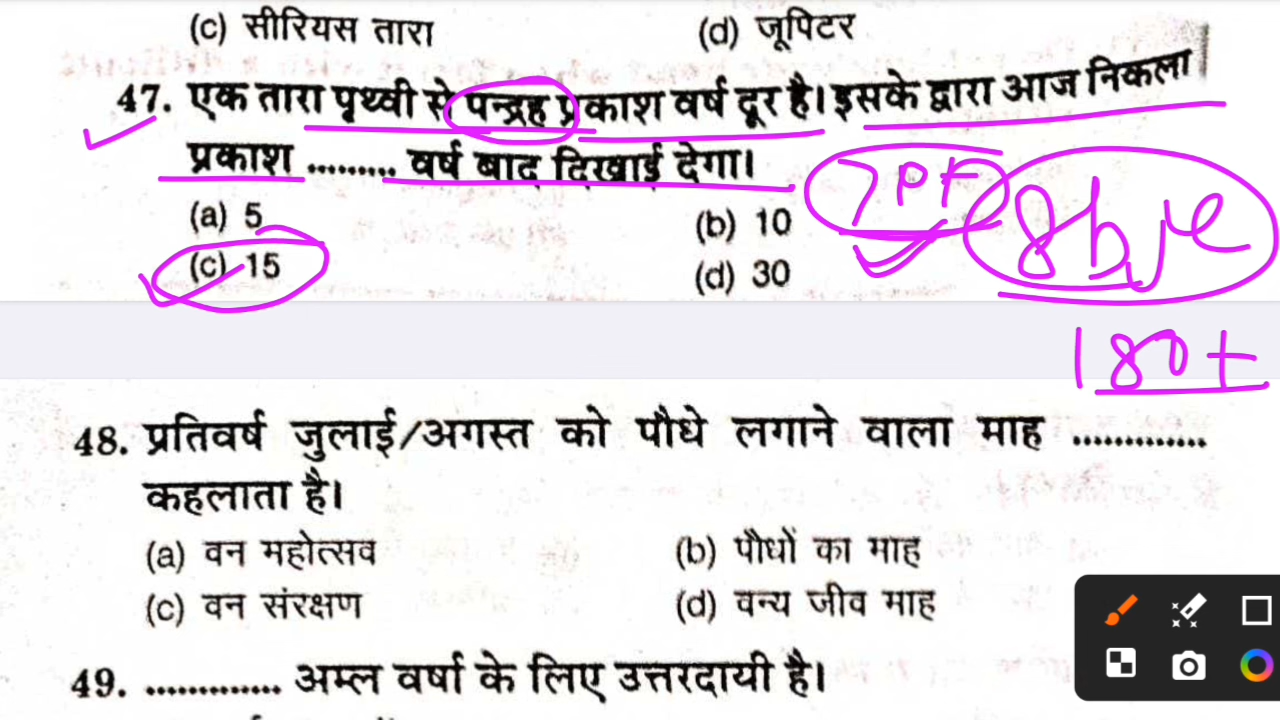 (c) सीरियस तारा (d) जूपिटर
47. एक तारा पृथ्वी से पन्द्रह प्रकाश वर्ष दूर है। इसके द्वारा आज निकला
प्रकाश ......... वर्ष बाद दिखाई देगा।
(a) 5 (b) 10
(c) 15 (d) 30
180+
48. प्रतिवर्ष जुलाई/अगस्त को पौधे लगाने वाला माह .............
कहलाता है।
(a) वन महोत्सव (b) पौधों का माह
(c) वन संरक्षण (d) वन्य जीव माह
49. ............. अम्ल वर्षा के लिए उत्तरदायी है।